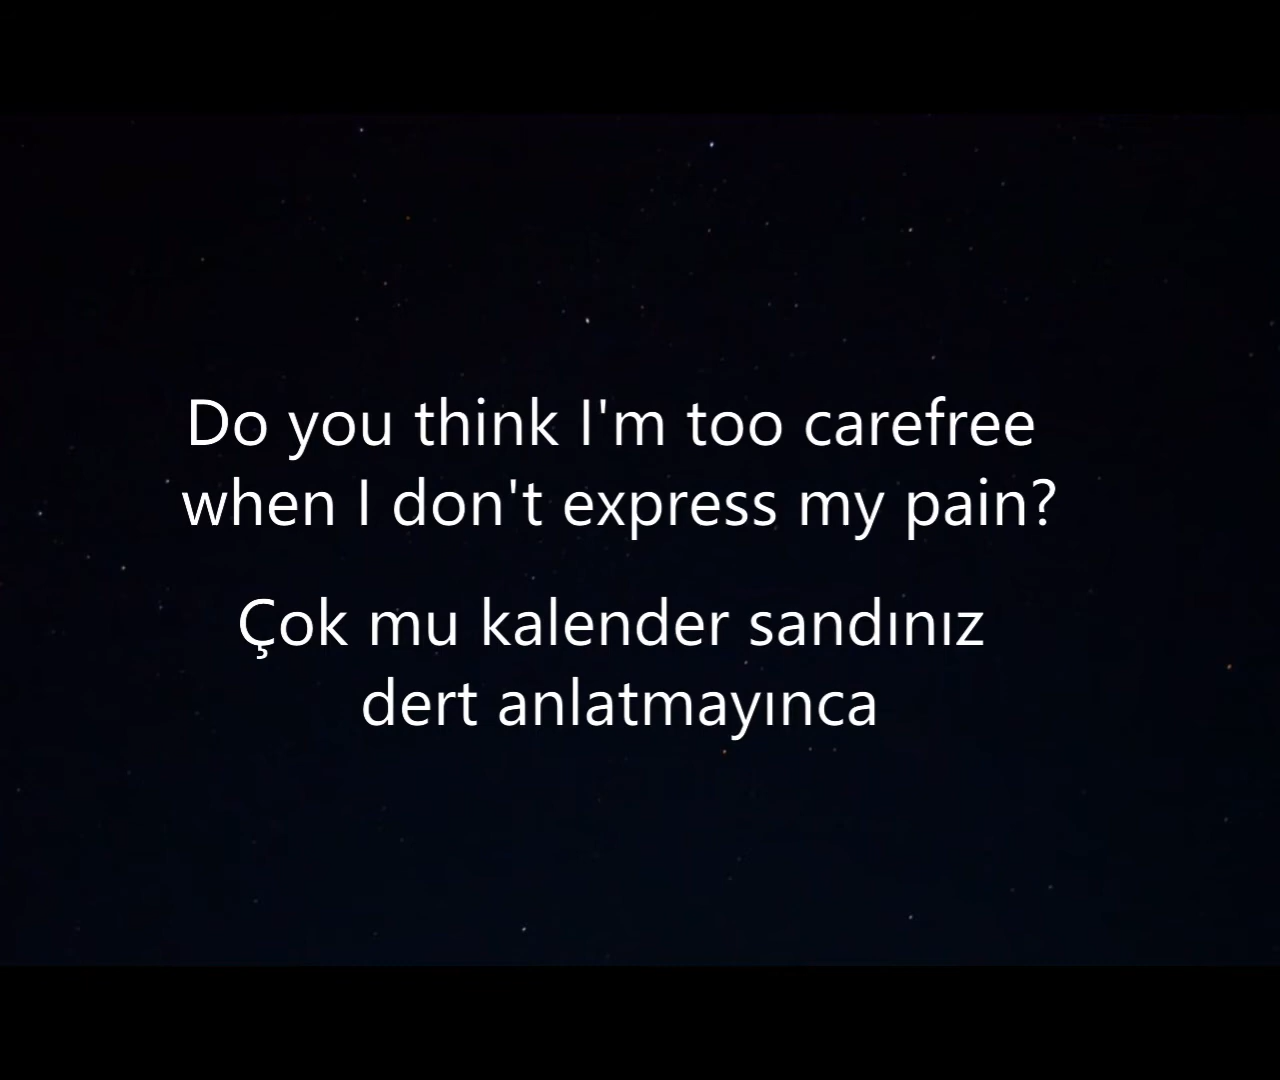 Do you think I'm too carefree
when I don't express my pain?
Çok mu kalender sandınız
dert anlatmayınca